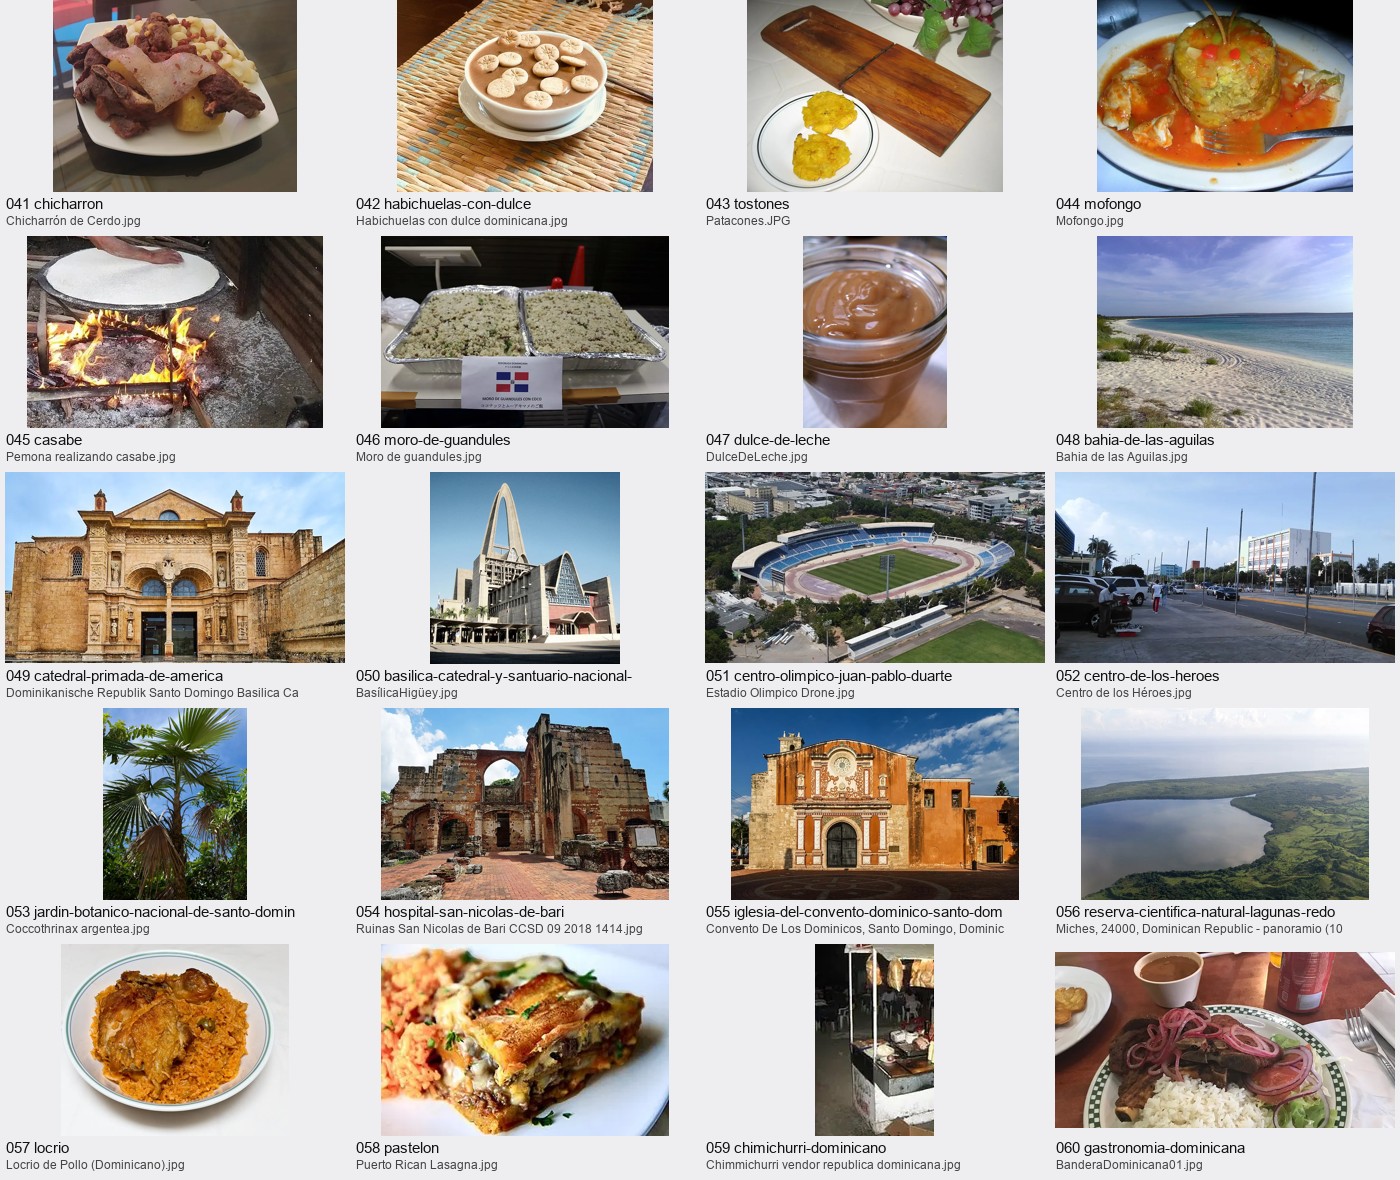 041 chicharron
Chicharrón de Cerdo.jpg
042 habichuelas-con-dulce
Habichuelas con dulce dominicana.jpg
043 tostones
Patacones.JPG
044 mofongo
Mofongo.jpg
045 casabe
Pemona realizando casabe.jpg
MORO DE GUANDULES CON COCO
046 moro-de-guandules
Moro de guandules.jpg
047 dulce-de-leche
DulceDeLeche.jpg
048 bahia-de-las-aguilas
Bahia de las Aguilas.jpg
049 catedral-primada-de-america
Dominikanische Republik Santo Domingo Basilica Ca
050 basilica-catedral-y-santuario-nacional-
BasílicaHigüey.jpg
051 centro-olimpico-juan-pablo-duarte
Estadio Olimpico Drone.jpg
052 centro-de-los-heroes
Centro de los Héroes.jpg
053 jardin-botanico-nacional-de-santo-domin
Coccothrinax argentea.jpg
054 hospital-san-nicolas-de-bari
Ruinas San Nicolas de Bari CCSD 09 2018 1414.jpg
055 iglesia-del-convento-dominico-santo-dom
Convento De Los Dominicos, Santo Domingo, Dominic
056 reserva-cientifica-natural-lagunas-redo
Miches, 24000, Dominican Republic - panoramio (10
057 locrio
Locrio de Pollo (Dominicano).jpg
058 pastelon
Puerto Rican Lasagna.jpg
059 chimichurri-dominicano
Chimmichurri vendor republica dominicana.jpg
060 gastronomia-dominicana
BanderaDominicana01.jpg